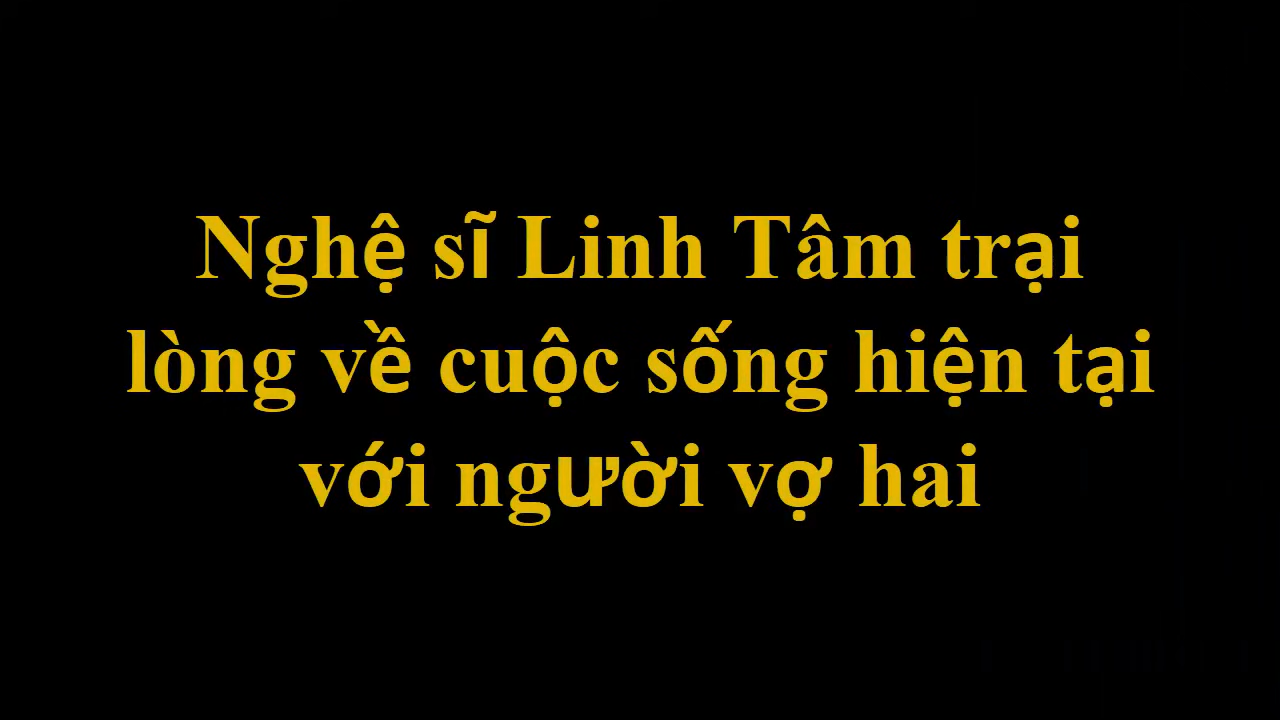 Nghệ sĩ Linh Tâm trại
lòng về cuộc sống hiện tại
với người vợ hai